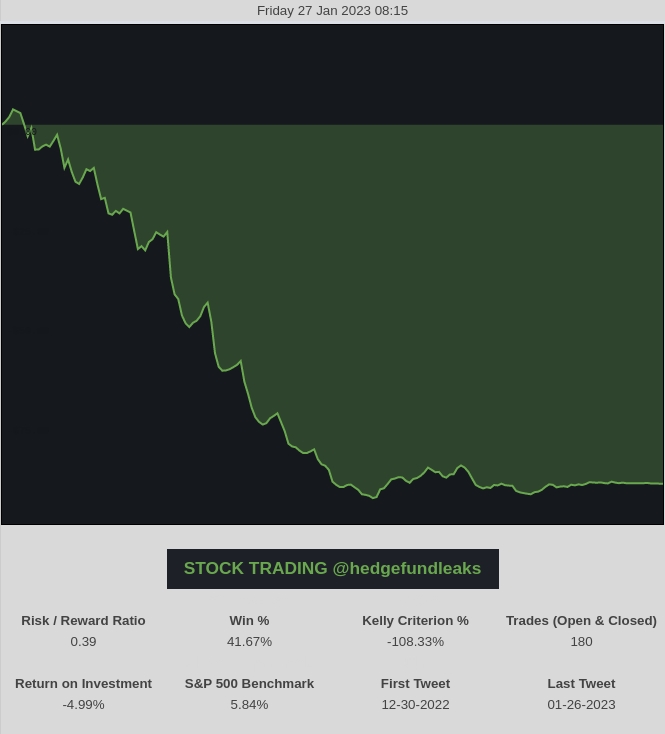 Friday 27 Jan 2023 08:15
STOCK TRADING @hedgefundleaks
Risk / Reward Ratio Win % Kelly Criterion % Trades (Open & Closed)
0.39 41.67% -108.33% 180
Return on Investment S&P 500 Benchmark First Tweet Last Tweet
-4.99% 5.84% 12-30-2022 01-26-2023